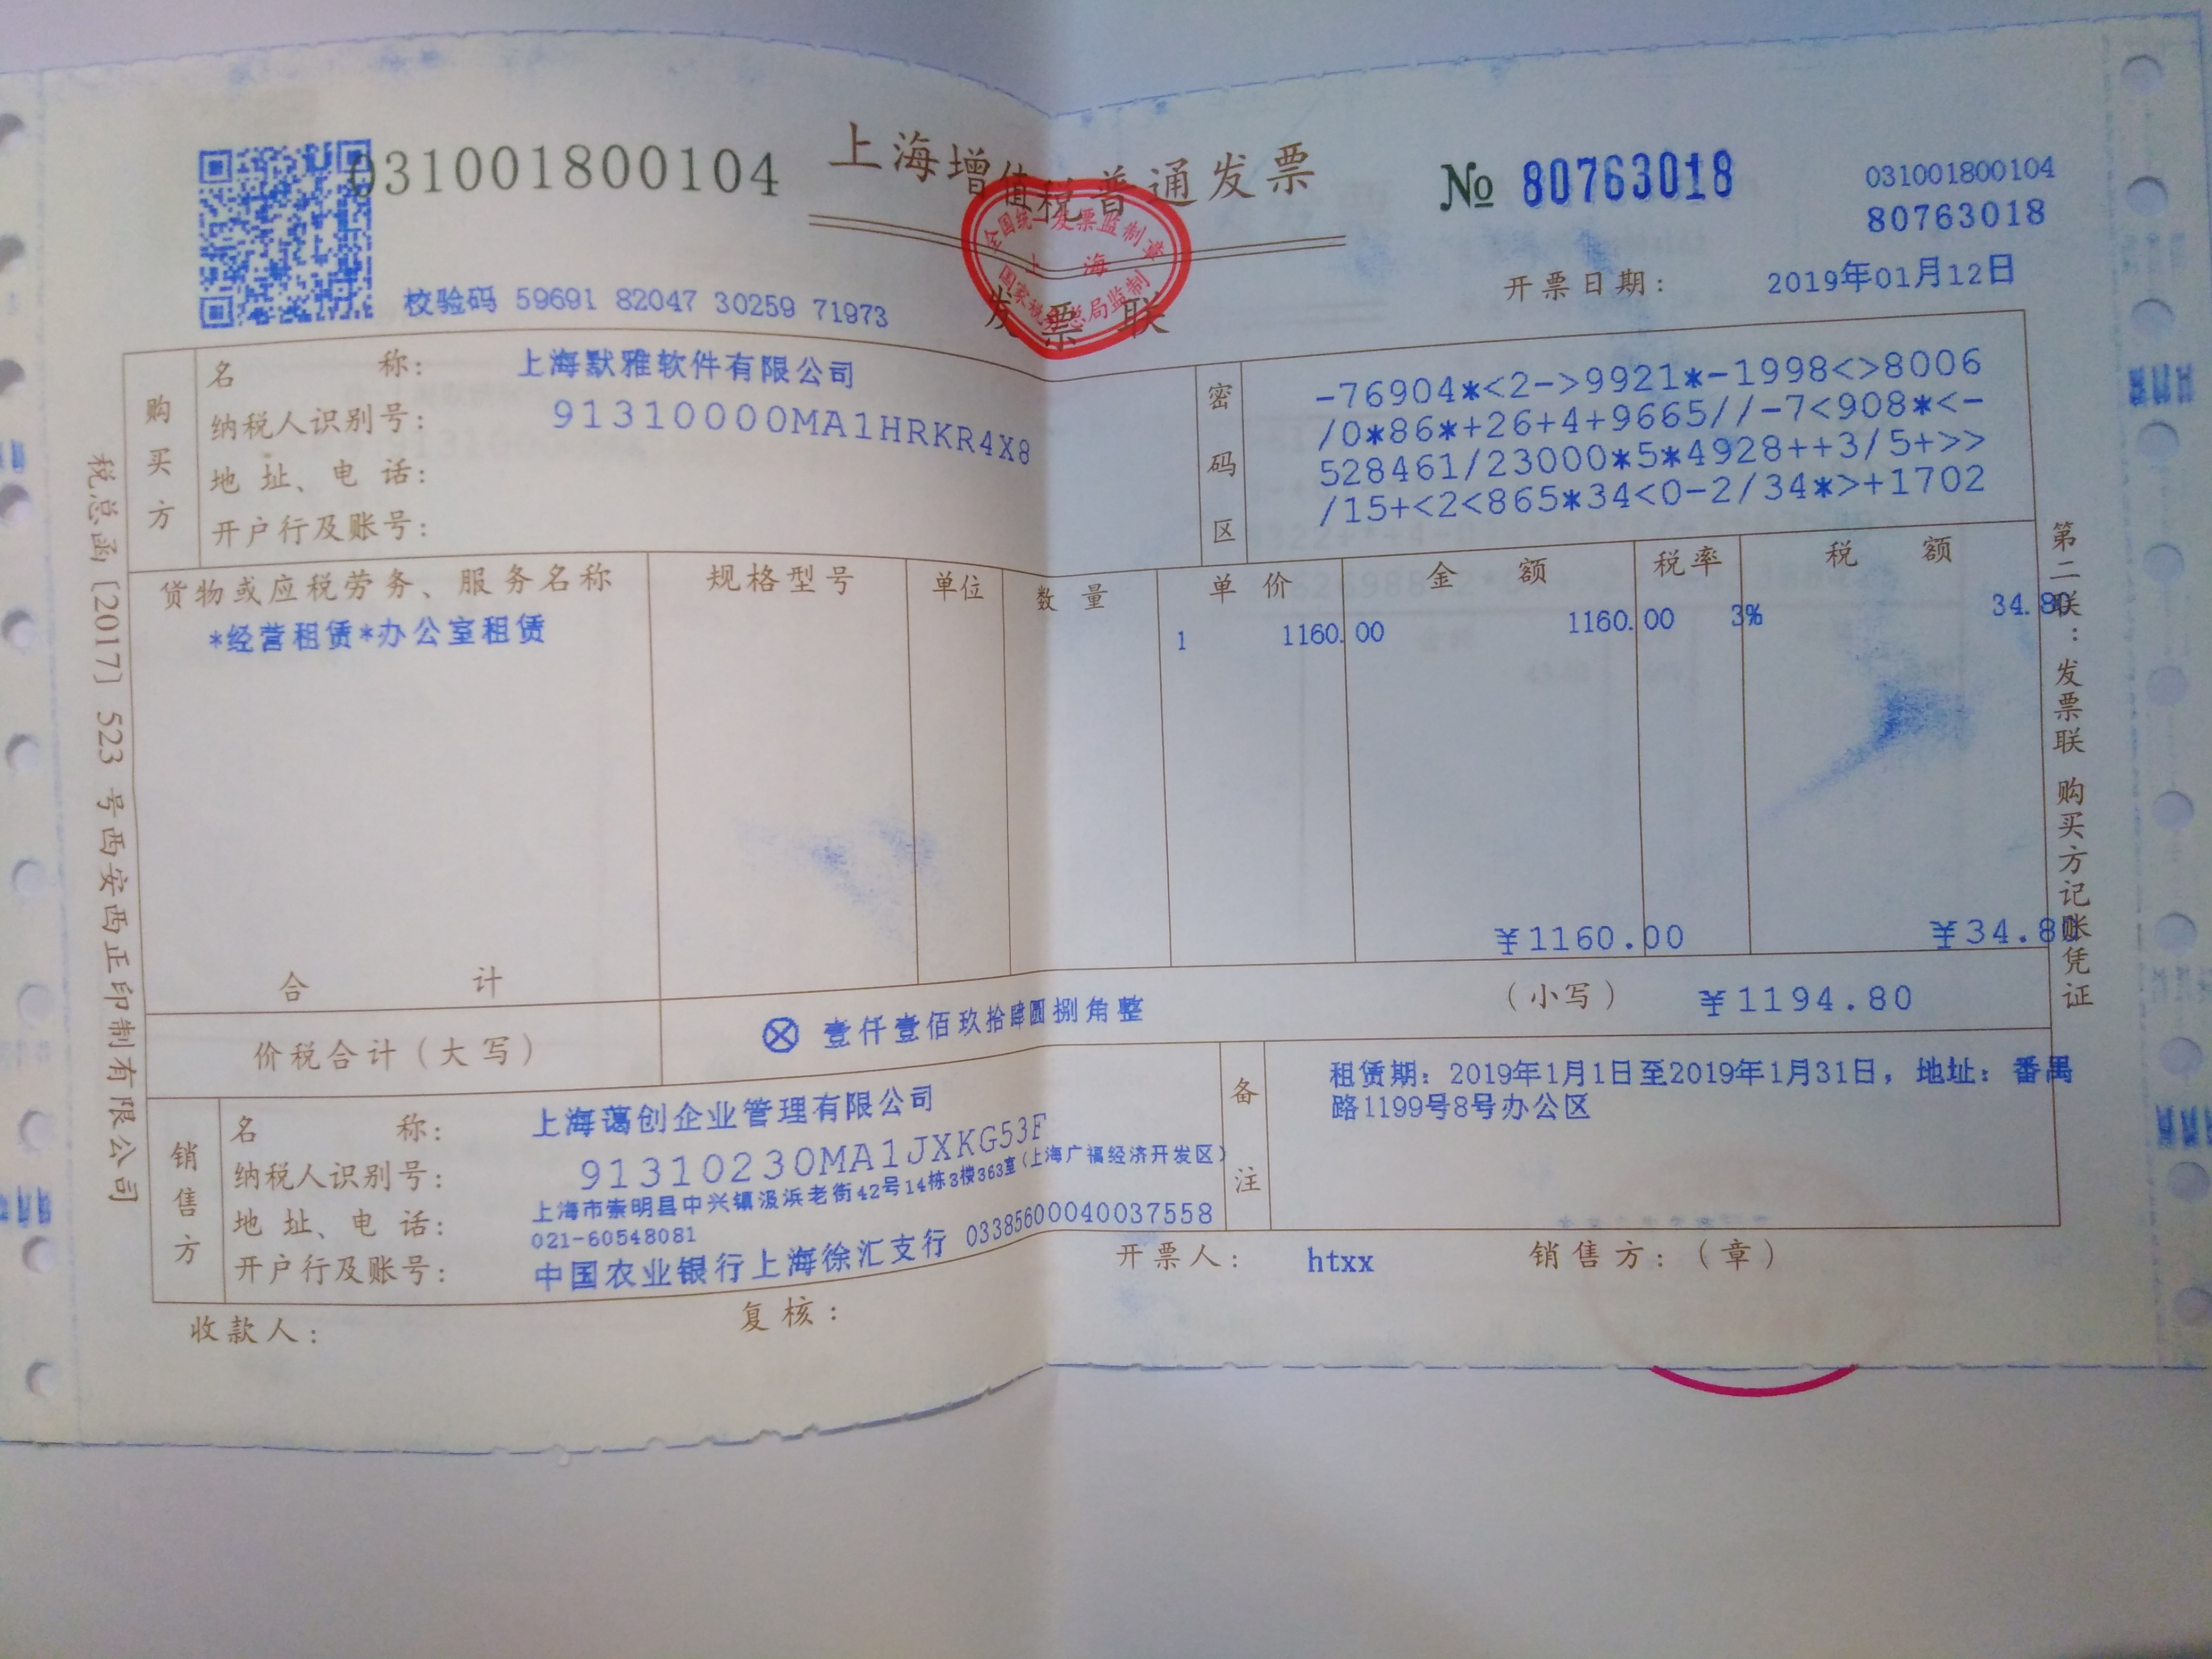 031001800104
上海增值税普通发票
No 80763018
031001800104
80763018
校验码 59691 82047 30259 71973
全国统一发票监制章
上海
国家税务总局监制
发票联
开票日期: 2019年01月12日
购买方
名称: 上海默雅软件有限公司
纳税人识别号: 91310000MA1HRKR4X8
地址、电话:
开户行及账号:
密码区
-76904*<2->9921*-1998<>8006
/0*86*+26+4+9665//-7<908*<-
528461/23000*5*4928++3/5+>>
/15+<2<865*34<0-2/34*>+1702
货物或应税劳务、服务名称 规格型号 单位 数量 单价 金额 税率 税额
*经营租赁*办公室租赁 1 1160.00 1160.00 3% 34.80
合计 ¥1160.00 ¥34.80
价税合计(大写) ⊗壹仟壹佰玖拾肆圆捌角整 (小写) ¥1194.80
销售方
名称: 上海蔼创企业管理有限公司
纳税人识别号: 91310230MA1JXKG53F
地址、电话: 上海市崇明县中兴镇汲浜老街42号14栋3楼363室(上海广福经济开发区)
021-60548081
开户行及账号: 中国农业银行上海徐汇支行 03385600040037558
备注
租赁期: 2019年1月1日至2019年1月31日, 地址: 番禺
路1199号8号办公区
收款人: 复核: 开票人: htxx 销售方: (章)
税总函〔2017〕523号西安西正印制有限公司
第二联:发票联 购买方记账凭证